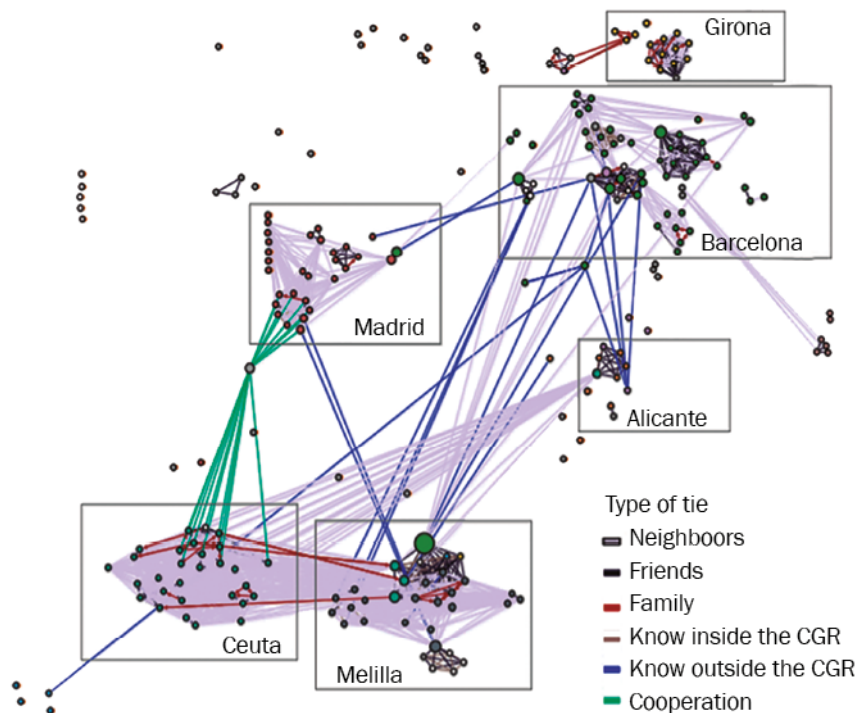 Girona
Barcelona
Madrid
Alicante
Ceuta
Melilla
Type of tie
Neighboors
Friends
Family
Know inside the CGR
Know outside the CGR
Cooperation